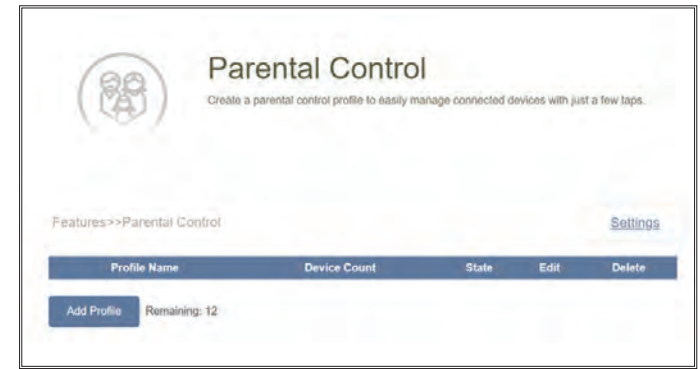 Parental Control
Create a parental control profile to easily manage connected devices with just a few taps.
Features>>Parental Control Settings
Profile Name Device Count State Edit Delete
Add Profile Remaining: 12